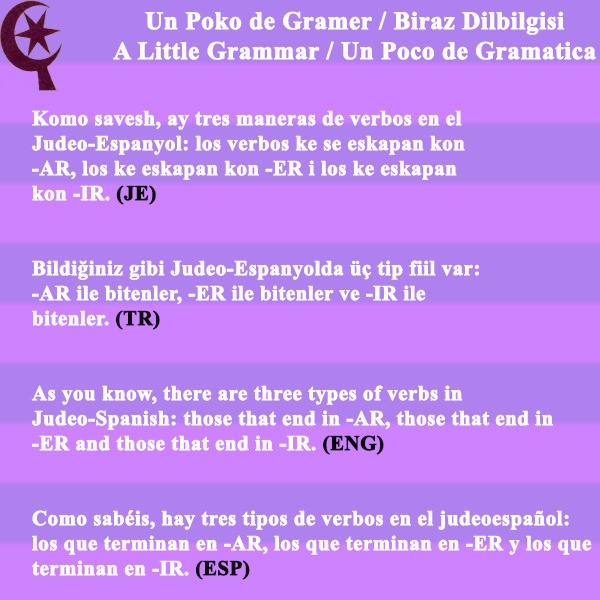 Un Poko de Gramer / Biraz Dilbilgisi
A Little Grammar / Un Poco de Gramatica
Komo savesh, ay tres maneras de verbos en el
Judeo-Espanyol: los verbos ke se eskapan kon
-AR, los ke eskapan kon -ER i los ke eskapan
kon -IR. (JE)
Bildiğiniz gibi Judeo-Espanyolda üç tip fiil var:
-AR ile bitenler, -ER ile bitenler ve -IR ile
bitenler. (TR)
As you know, there are three types of verbs in
Judeo-Spanish: those that end in -AR, those that end in
-ER and those that end in -IR. (ENG)
Como sabéis, hay tres tipos de verbos en el judeoespañol:
los que terminan en -AR, los que terminan en -ER y los que
terminan en -IR. (ESP)